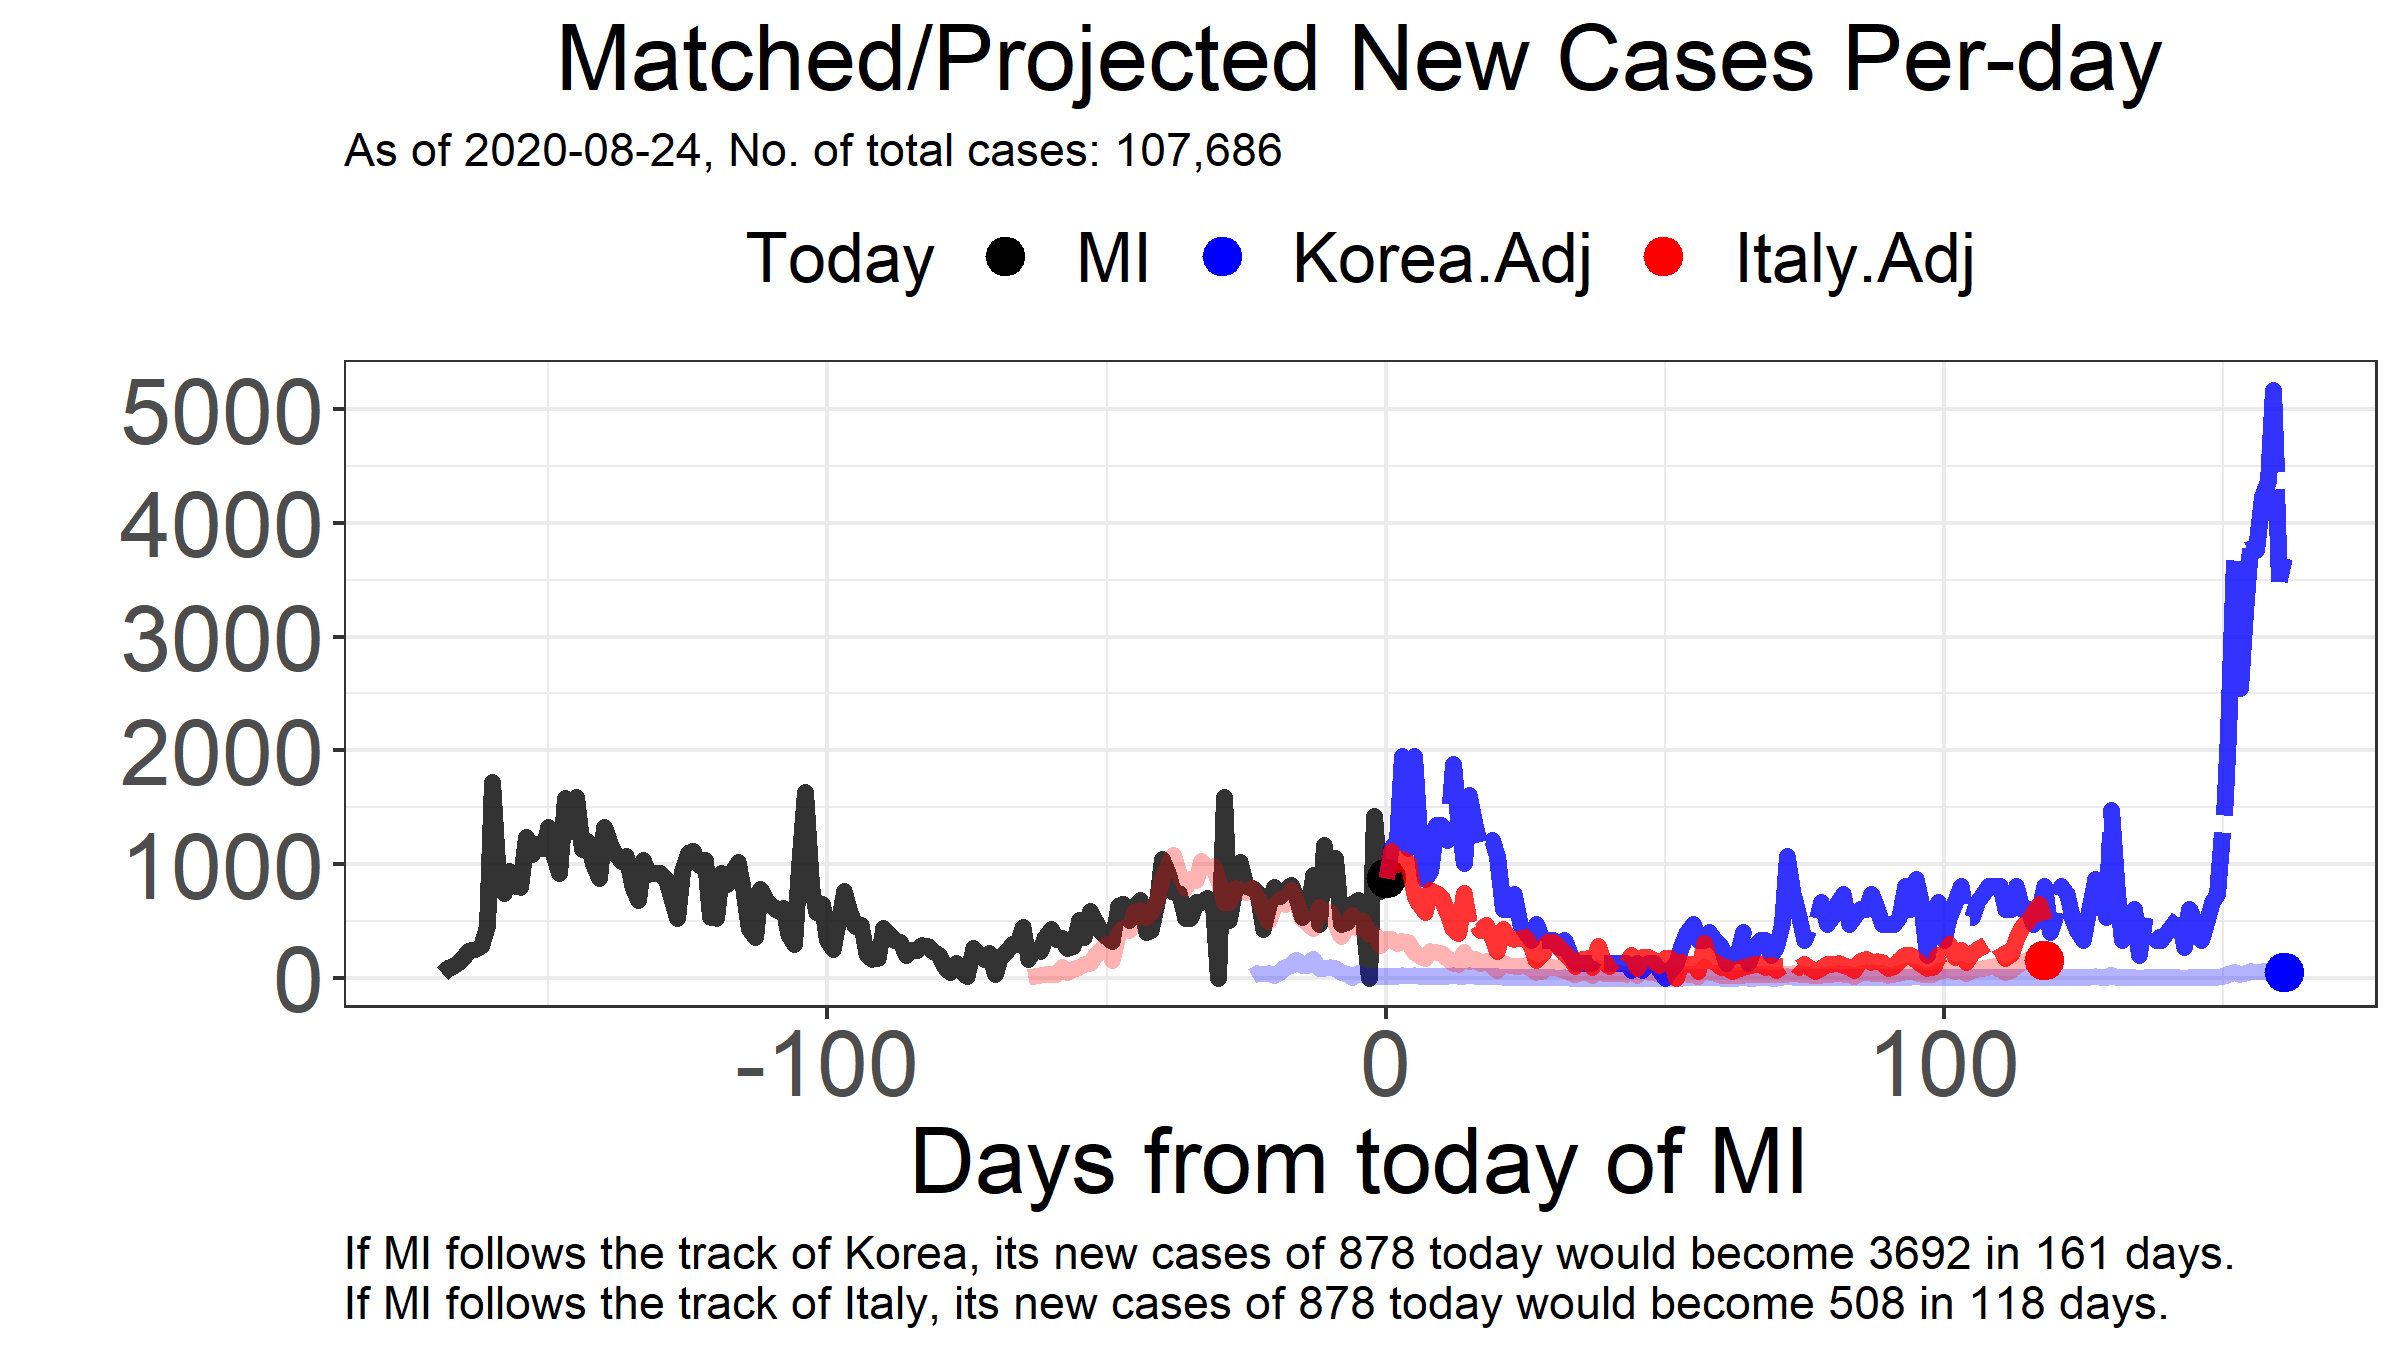 Matched/Projected New Cases Per-day
As of 2020-08-24, No. of total cases: 107,686
Today MI Korea.Adj Italy.Adj
5000
4000
3000
2000
1000
0
-100 0 100
Days from today of MI
If MI follows the track of Korea, its new cases of 878 today would become 3692 in 161 days.
If MI follows the track of Italy, its new cases of 878 today would become 508 in 118 days.